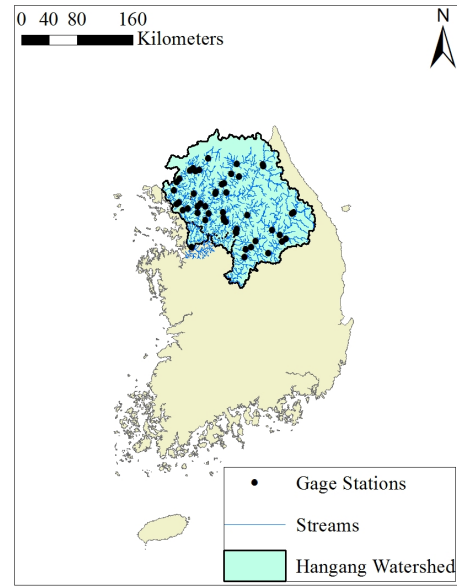 0 40 80 160
Kilometers
N
Gage Stations
Streams
Hangang Watershed